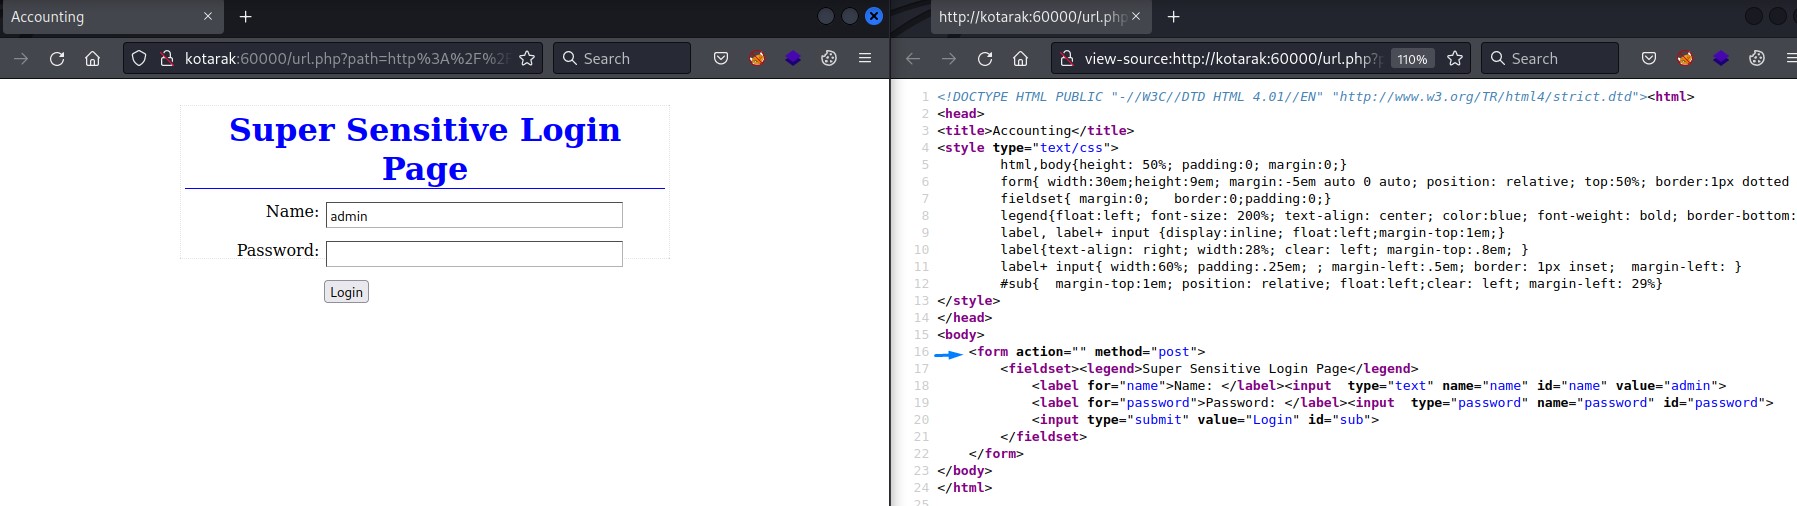 Accounting
kotarak:60000/url.php?path=http%3A%2F%2F
Search
Super Sensitive Login
Page
Name:
admin
Password:
Login
http://kotarak:60000/url.php
view-source:http://kotarak:60000/url.php?p
110%
Search
1 <!DOCTYPE HTML PUBLIC "-//W3C//DTD HTML 4.01//EN" "http://www.w3.org/TR/html4/strict.dtd"><html>
2 <head>
3 <title>Accounting</title>
4 <style type="text/css">
5 html,body{height: 50%; padding:0; margin:0;}
6 form{ width:30em;height:9em; margin:-5em auto 0 auto; position: relative; top:50%; border:1px dotted
7 fieldset{ margin:0;   border:0;padding:0;}
8 legend{float:left; font-size: 200%; text-align: center; color:blue; font-weight: bold; border-bottom:
9 label, label+ input {display:inline; float:left;margin-top:1em;}
10 label{text-align: right; width:28%; clear: left; margin-top:.8em; }
11 label+ input{ width:60%; padding:.25em; ; margin-left:.5em; border: 1px inset;  margin-left: }
12 #sub{  margin-top:1em; position: relative; float:left;clear: left; margin-left: 29%}
13 </style>
14 </head>
15 <body>
16 <form action="" method="post">
17 <fieldset><legend>Super Sensitive Login Page</legend>
18 <label for="name">Name: </label><input  type="text" name="name" id="name" value="admin">
19 <label for="password">Password: </label><input  type="password" name="password" id="password">
20 <input type="submit" value="Login" id="sub">
21 </fieldset>
22 </form>
23 </body>
24 </html>
25